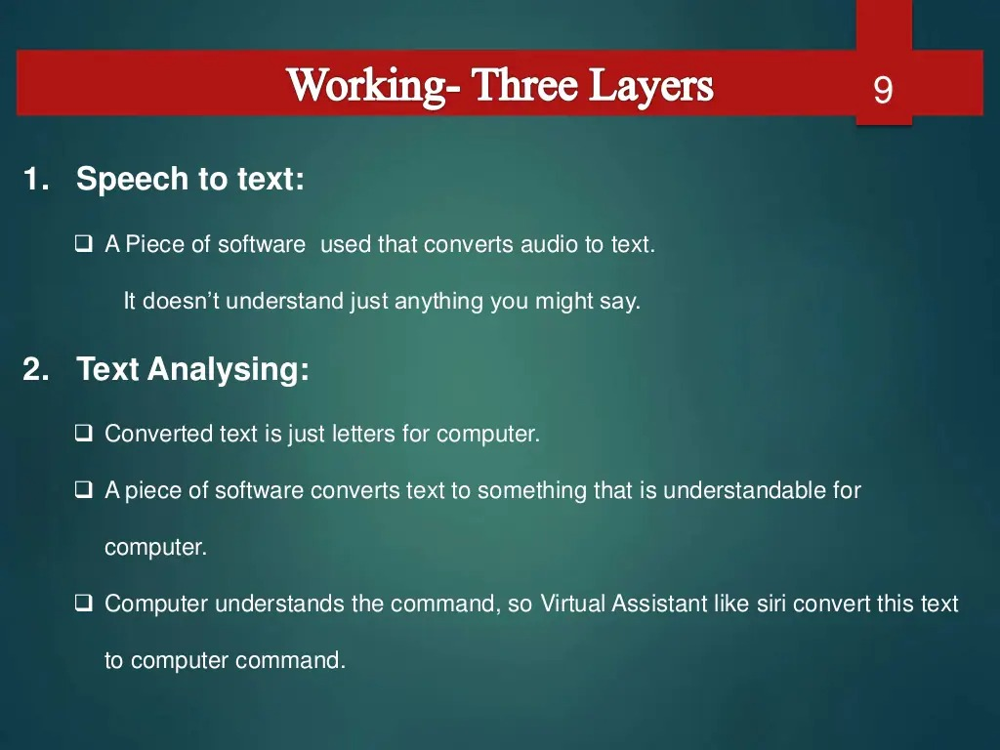 Working- Three Layers
9
1. Speech to text:
❑ A Piece of software  used that converts audio to text.
It doesn’t understand just anything you might say.
2. Text Analysing:
❑ Converted text is just letters for computer.
❑ A piece of software converts text to something that is understandable for
computer.
❑ Computer understands the command, so Virtual Assistant like siri convert this text
to computer command.